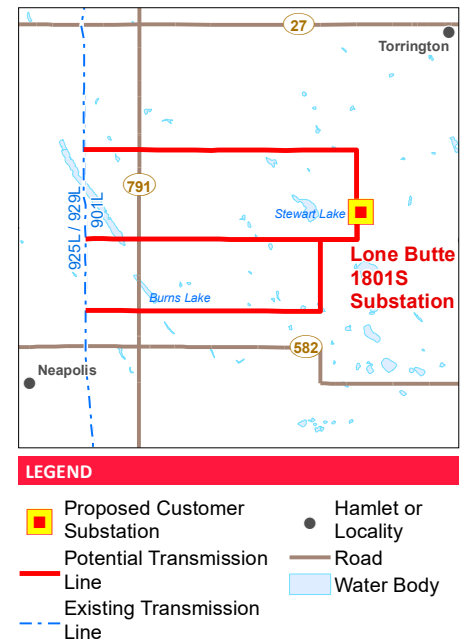 27
Torrington
791
925L / 929L
901L
Stewart Lake
Lone Butte
1801S
Substation
Burns Lake
582
Neapolis
LEGEND
Proposed Customer
Substation
Potential Transmission
Line
Existing Transmission
Line
Hamlet or
Locality
Road
Water Body